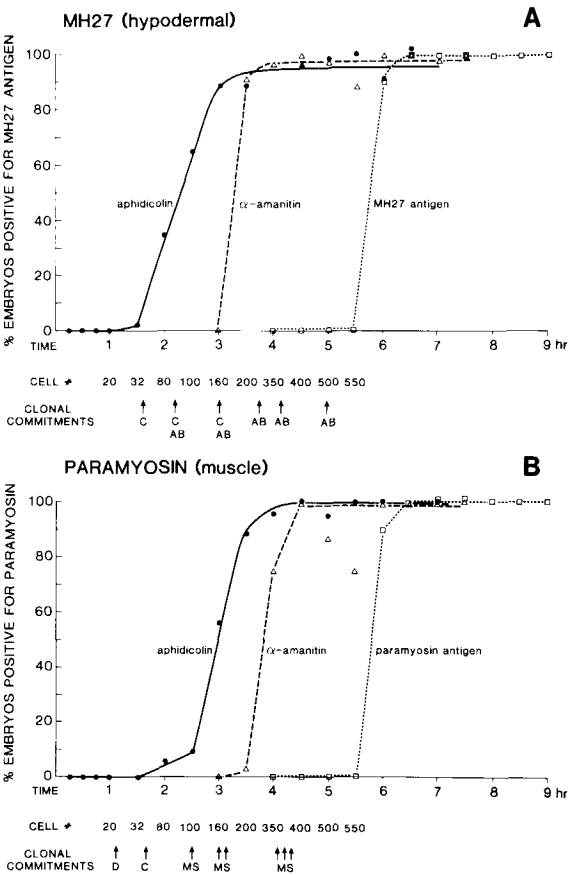 MH27 (hypodermal)
A
% EMBRYOS POSITIVE FOR MH27 ANTIGEN
100
80
60
40
20
0
aphidicolin
α-amanitin
MH27 antigen
TIME 1 2 3 4 5 6 7 8 9 hr
CELL # 20 32 80 100 160 200 350 400 500 550
CLONAL COMMITMENTS
C C C AB AB AB
AB AB
PARAMYOSIN (muscle)
B
% EMBRYOS POSITIVE FOR PARAMYOSIN
100
80
60
40
20
0
aphidicolin
α-amanitin
paramyosin antigen
TIME 1 2 3 4 5 6 7 8 9 hr
CELL # 20 32 80 100 160 200 350 400 500 550
CLONAL
COMMITMENTS D C MS MS MS